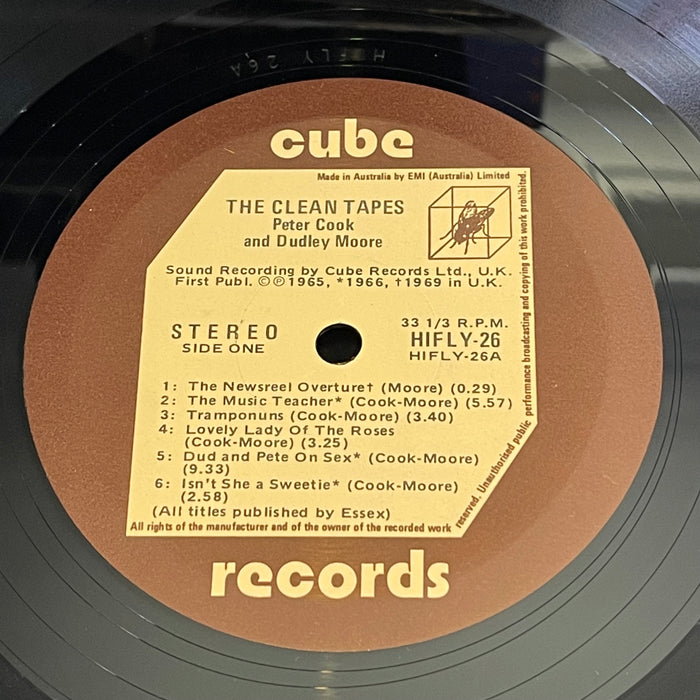 HIFLY 26A
cube
Made in Australia by EMI (Australia) Limited
THE CLEAN TAPES
Peter Cook
and Dudley Moore
Sound Recording by Cube Records Ltd., U.K.
First Publ. ©℗1965, *1966, †1969 in U.K.
STEREO
SIDE ONE
33 1/3 R.P.M.
HIFLY-26
HIFLY-26A
1: The Newsreel Overture† (Moore) (0.29)
2: The Music Teacher* (Cook-Moore) (5.57)
3: Tramponuns (Cook-Moore) (3.40)
4: Lovely Lady Of The Roses
(Cook-Moore) (3.25)
5: Dud and Pete On Sex* (Cook-Moore)
(9.33)
6: Isn't She a Sweetie* (Cook-Moore)
(2.58)
(All titles published by Essex)
All rights of the manufacturer and of the owner of the recorded work
reserved. Unauthorised public
performance broadcasting and copying of this work prohibited.
records